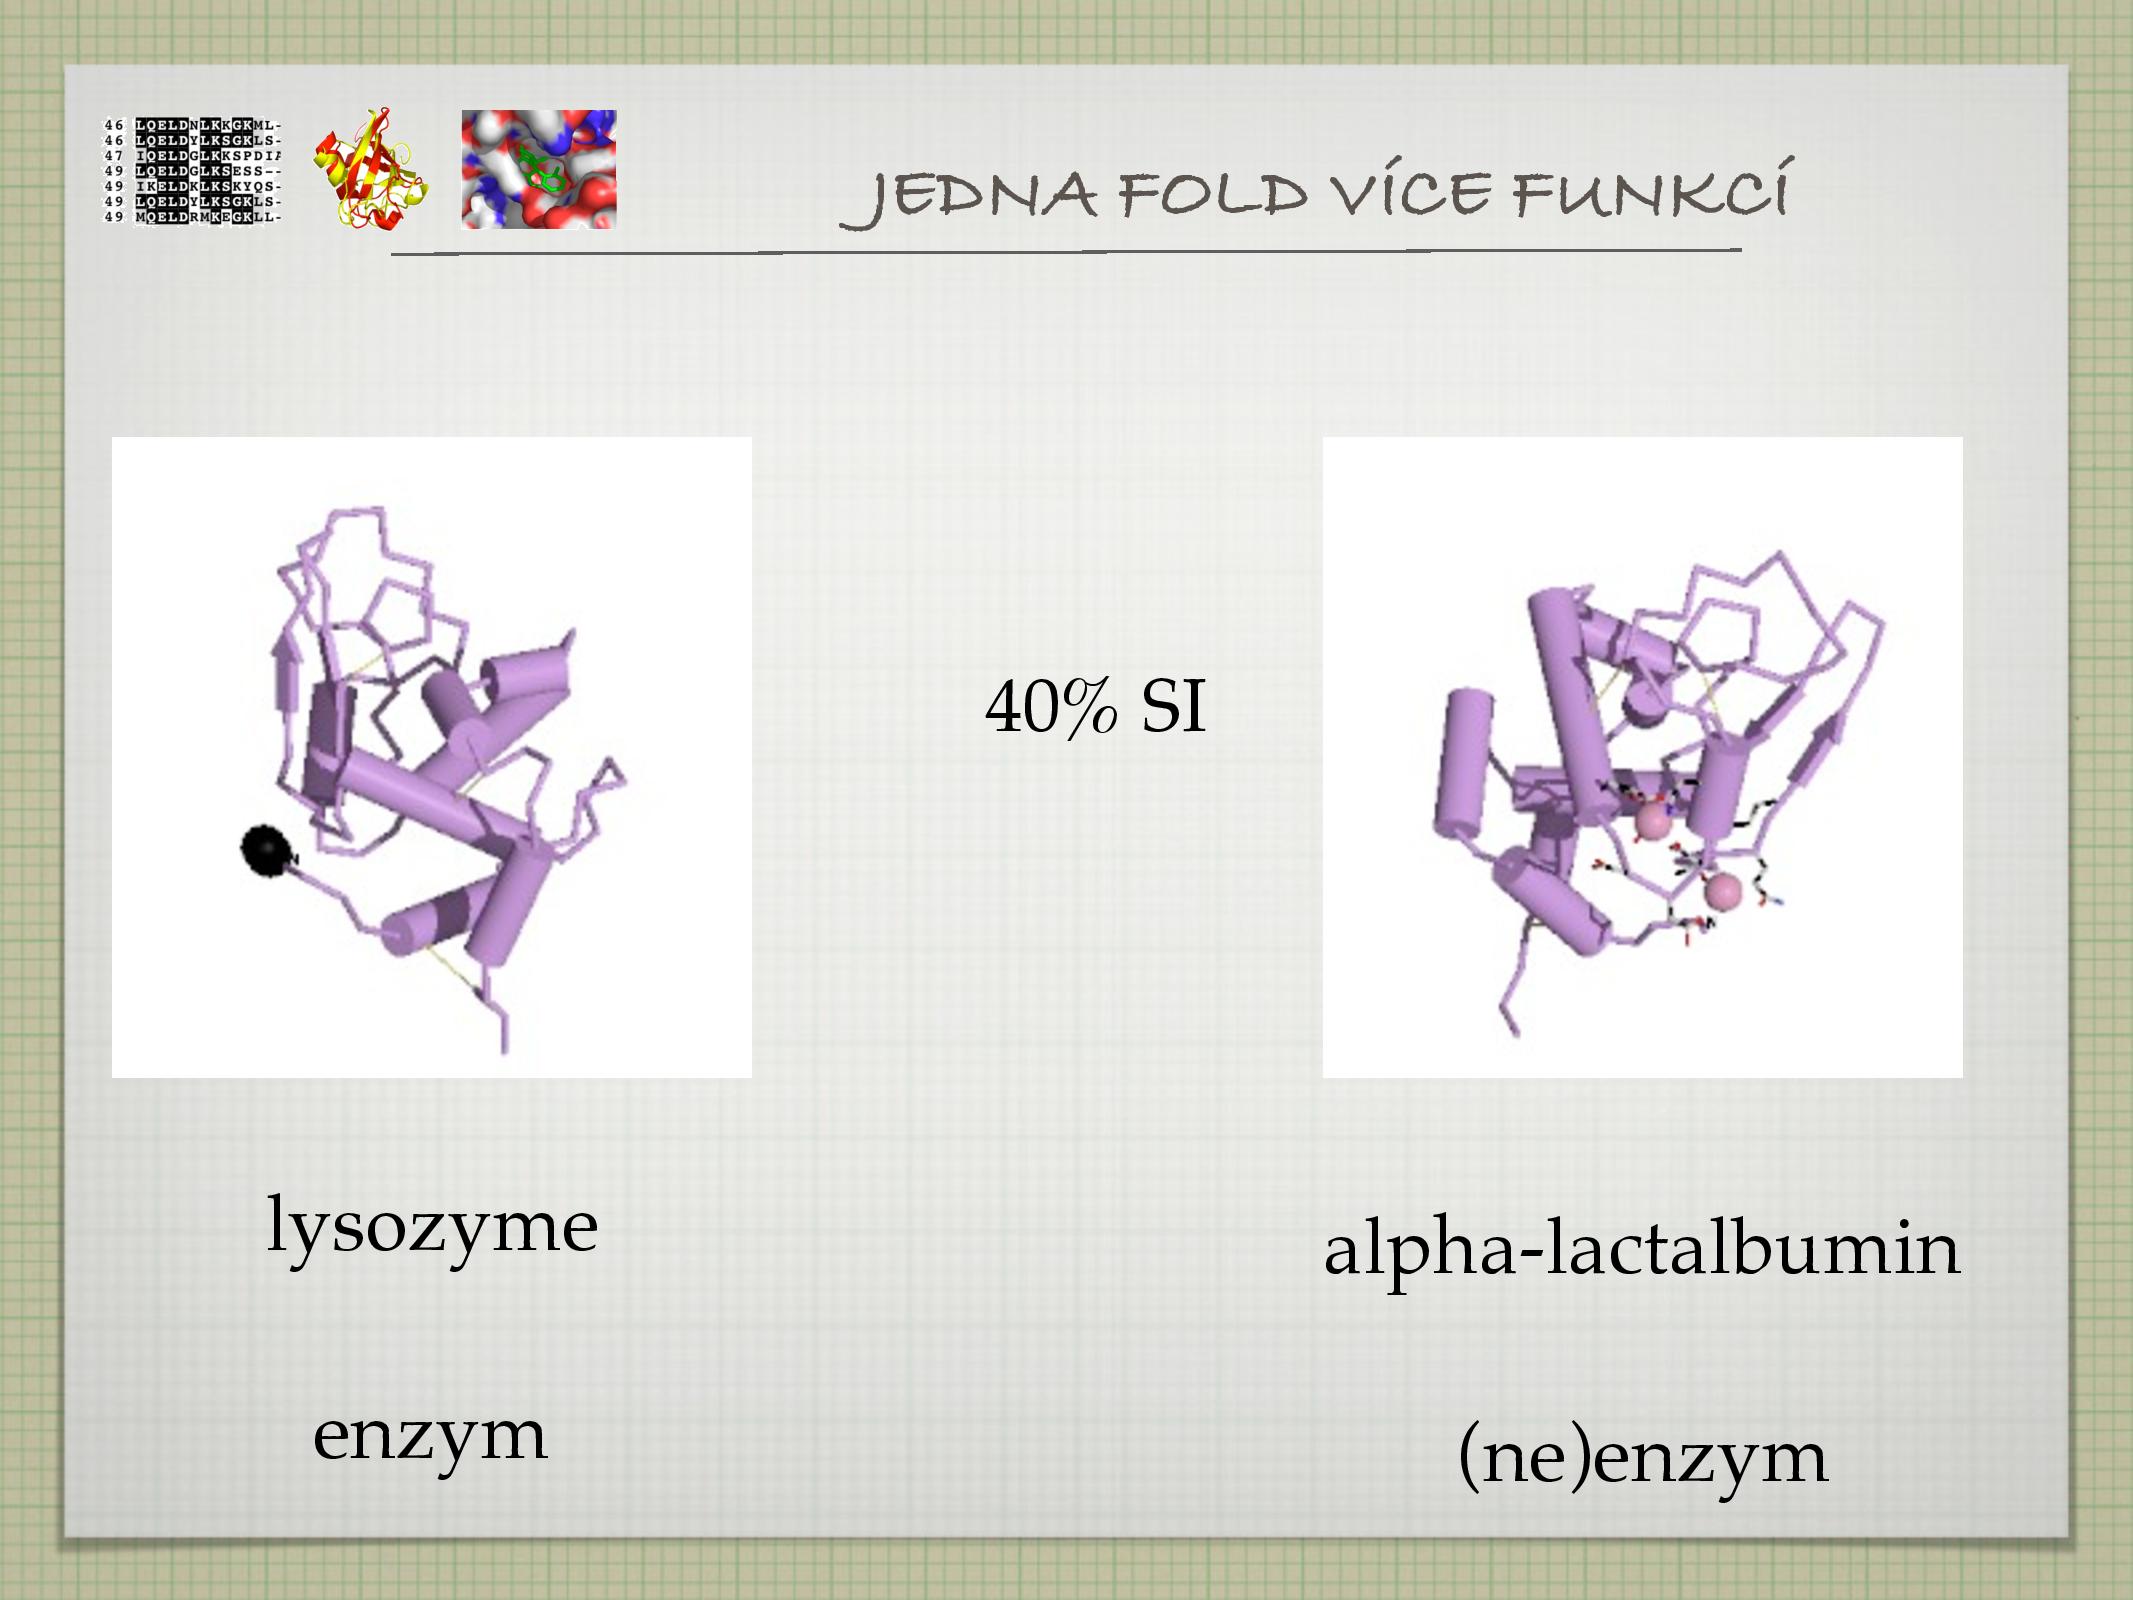 46 LQELDNLKKGKML-
46 LQELDYLKSGKLS-
47 IQELDGLKKSPDI
49 LQELDGLKSESS--
49 IKELDKLKSKYQS-
49 LQELDYLKSGKLS-
49 MQELDRMKEGKLL-
JEDNA FOLD VÍCE FUNKCÍ
40% SI
N
lysozyme
alpha-lactalbumin
enzym
(ne)enzym